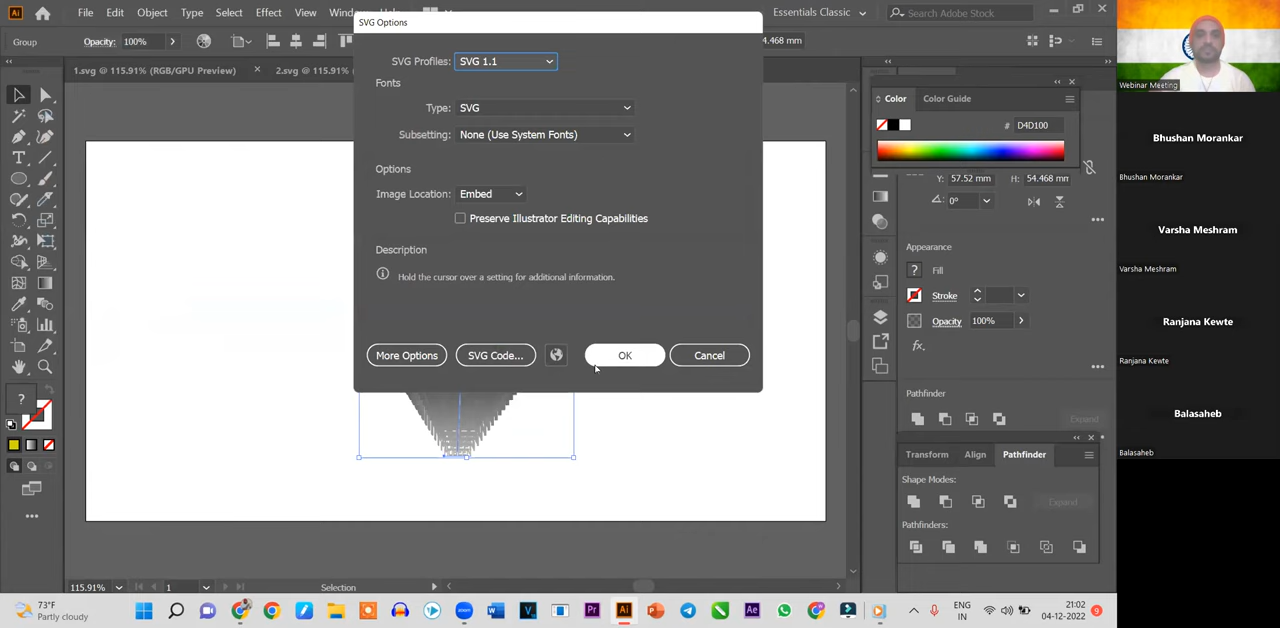 Ai File Edit Object Type Select Effect View Essentials Classic Search Adobe Stock
SVG Options
Group Opacity: 100% 54.468 mm
1.svg @ 115.91% (RGB/GPU Preview) 2.svg @ 115.91%
SVG Profiles: SVG 1.1
Fonts
Type: SVG
Subsetting: None (Use System Fonts)
Options
Image Location: Embed
Preserve Illustrator Editing Capabilities
Description
Hold the cursor over a setting for additional information.
More Options SVG Code... OK Cancel
Color Color Guide
# D4D100
Y: 57.52 mm H: 54.468 mm
0°
Appearance
? Fill
Stroke
Opacity 100%
fx.
Pathfinder
Expand
Transform Align Pathfinder
Shape Modes:
Expand
Pathfinders:
?
115.91% 1 Selection
Webinar Meeting
Bhushan Morankar
Bhushan Morankar
Varsha Meshram
Varsha Meshram
Ranjana Kewte
Ranjana Kewte
Balasaheb
Balasaheb
73°F
Partly cloudy
Pr Ai Ae
ENG
IN
21:02
04-12-2022
9